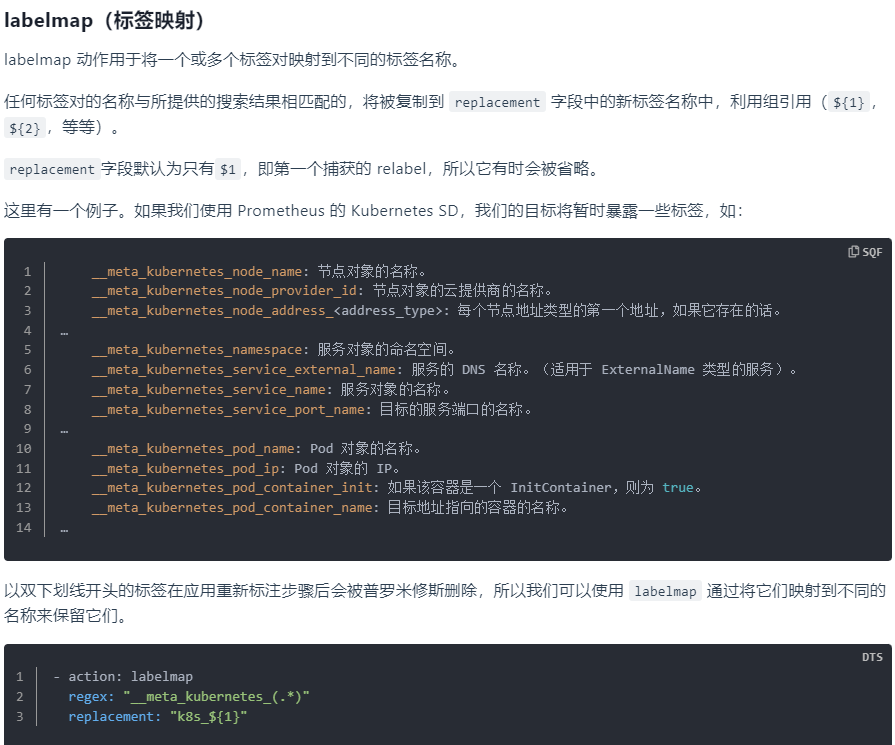 labelmap（标签映射）
labelmap 动作用于将一个或多个标签对映射到不同的标签名称。
任何标签对的名称与所提供的搜索结果相匹配的，将被复制到 replacement 字段中的新标签名称中，利用组引用（ ${1}，
${2}，等等）。
replacement字段默认为只有$1，即第一个捕获的 relabel，所以它有时会被省略。
这里有一个例子。如果我们使用 Prometheus 的 Kubernetes SD，我们的目标将暂时暴露一些标签，如：
SQF
1 __meta_kubernetes_node_name: 节点对象的名称。
2 __meta_kubernetes_node_provider_id: 节点对象的云提供商的名称。
3 __meta_kubernetes_node_address_<address_type>: 每个节点地址类型的第一个地址，如果它存在的话。
4 …
5 __meta_kubernetes_namespace: 服务对象的命名空间。
6 __meta_kubernetes_service_external_name: 服务的 DNS 名称。（适用于 ExternalName 类型的服务）。
7 __meta_kubernetes_service_name: 服务对象的名称。
8 __meta_kubernetes_service_port_name: 目标的服务端口的名称。
9 …
10 __meta_kubernetes_pod_name: Pod 对象的名称。
11 __meta_kubernetes_pod_ip: Pod 对象的 IP。
12 __meta_kubernetes_pod_container_init: 如果该容器是一个 InitContainer，则为 true。
13 __meta_kubernetes_pod_container_name: 目标地址指向的容器的名称。
14 …
以双下划线开头的标签在应用重新标注步骤后会被普罗米修斯删除，所以我们可以使用 labelmap 通过将它们映射到不同的
名称来保留它们。
DTS
1 - action: labelmap
2 regex: "__meta_kubernetes_(.*)"
3 replacement: "k8s_${1}"